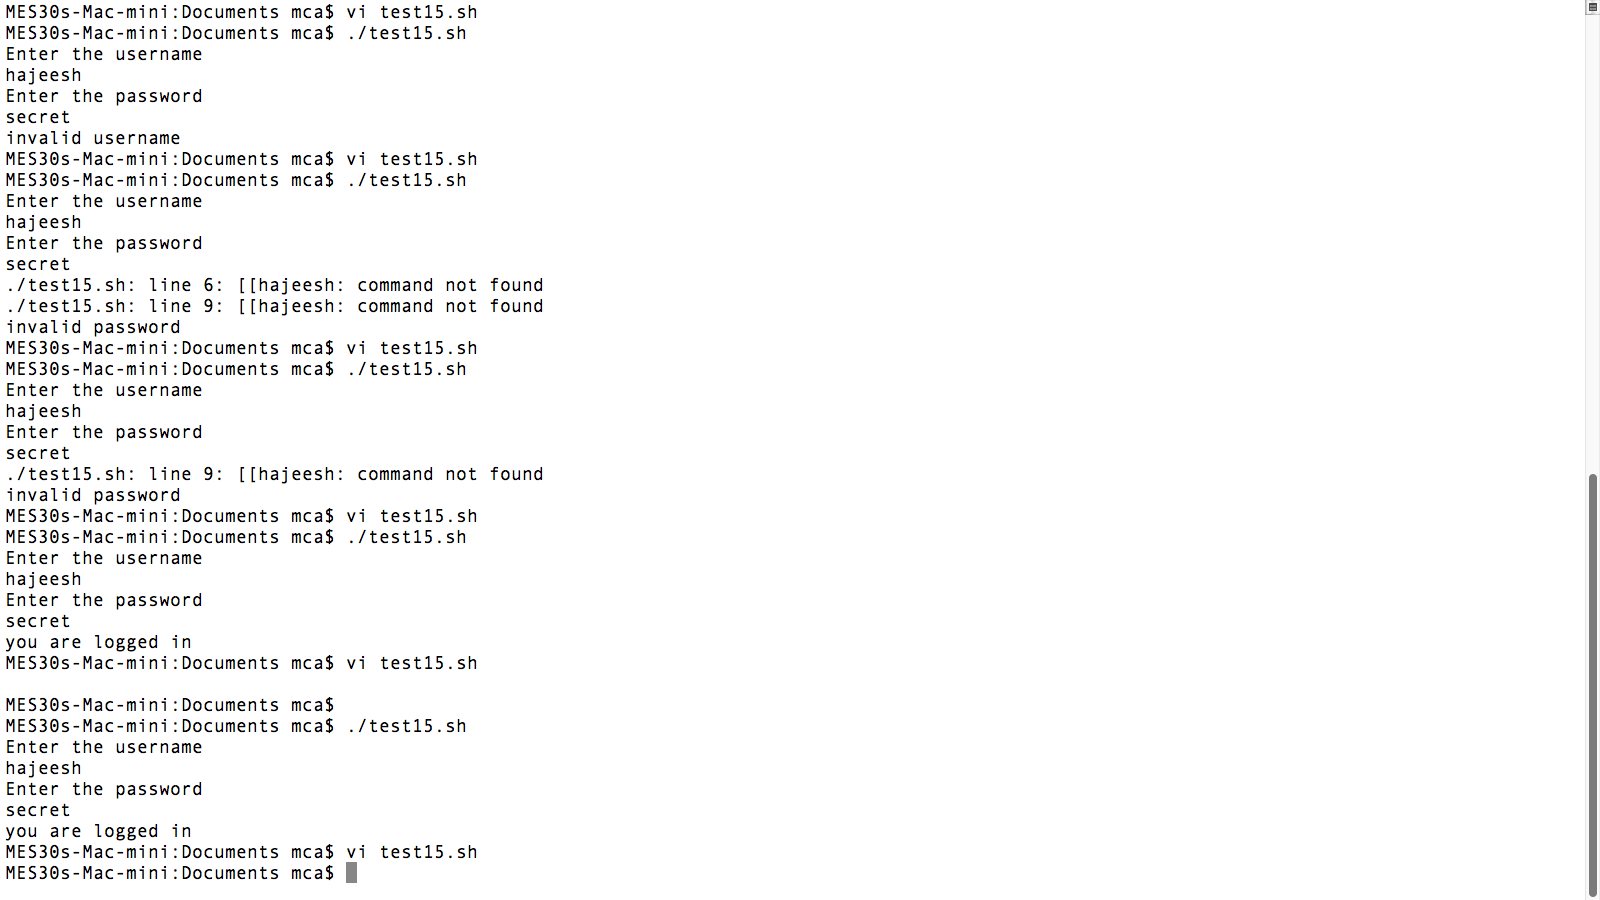 MES30s-Mac-mini:Documents mca$ vi test15.sh
MES30s-Mac-mini:Documents mca$ ./test15.sh
Enter the username
hajeesh
Enter the password
secret
invalid username
MES30s-Mac-mini:Documents mca$ vi test15.sh
MES30s-Mac-mini:Documents mca$ ./test15.sh
Enter the username
hajeesh
Enter the password
secret
./test15.sh: line 6: [[hajeesh: command not found
./test15.sh: line 9: [[hajeesh: command not found
invalid password
MES30s-Mac-mini:Documents mca$ vi test15.sh
MES30s-Mac-mini:Documents mca$ ./test15.sh
Enter the username
hajeesh
Enter the password
secret
./test15.sh: line 9: [[hajeesh: command not found
invalid password
MES30s-Mac-mini:Documents mca$ vi test15.sh
MES30s-Mac-mini:Documents mca$ ./test15.sh
Enter the username
hajeesh
Enter the password
secret
you are logged in
MES30s-Mac-mini:Documents mca$ vi test15.sh
MES30s-Mac-mini:Documents mca$
MES30s-Mac-mini:Documents mca$ ./test15.sh
Enter the username
hajeesh
Enter the password
secret
you are logged in
MES30s-Mac-mini:Documents mca$ vi test15.sh
MES30s-Mac-mini:Documents mca$